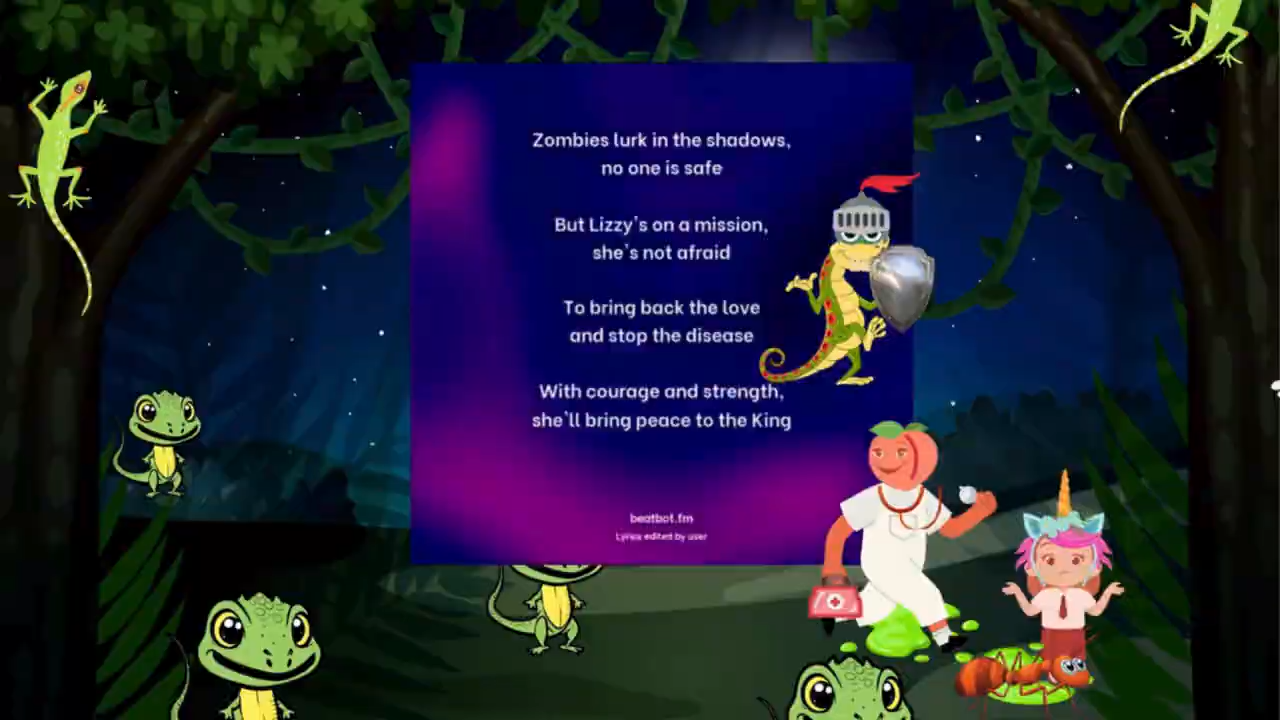 Zombies lurk in the shadows,
no one is safe
But Lizzy's on a mission,
she's not afraid
To bring back the love
and stop the disease
With courage and strength,
she'll bring peace to the King
beatbot.fm
Lyrics edited by user